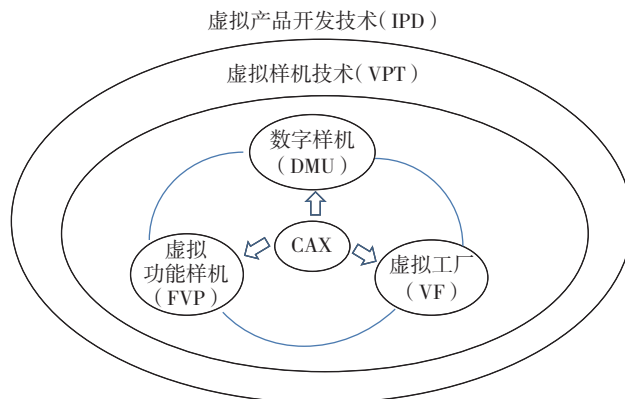 虚拟产品开发技术(IPD)
虚拟样机技术(VPT)
数字样机
(DMU)
CAX
虚拟
功能样机
(FVP)
虚拟工厂
(VF)